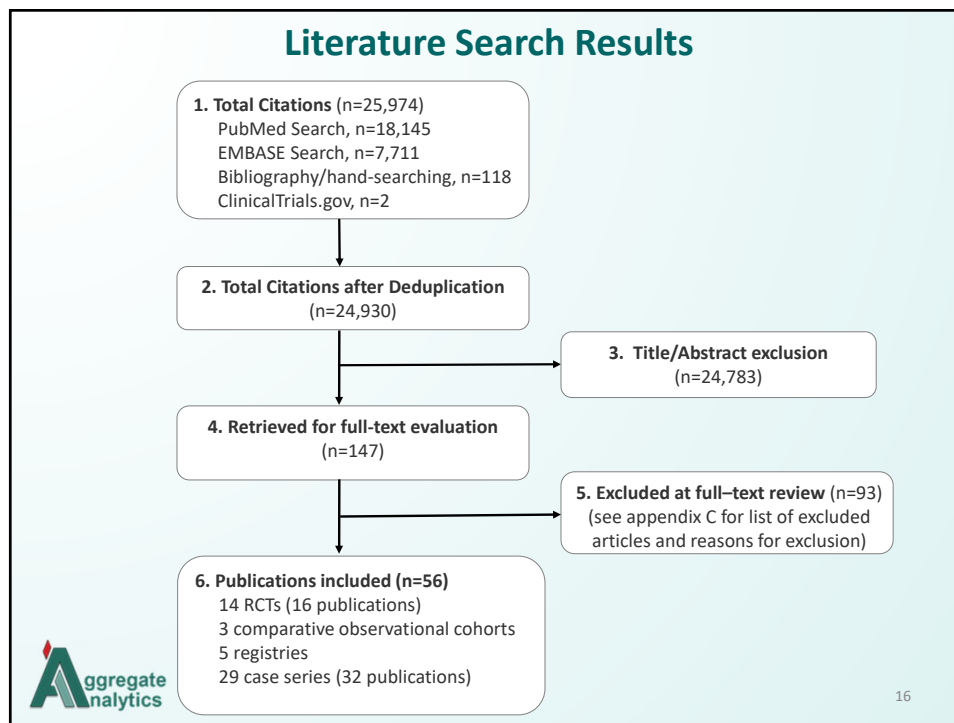 Literature Search Results
1. Total Citations (n=25,974)
PubMed Search, n=18,145
EMBASE Search, n=7,711
Bibliography/hand-searching, n=118
ClinicalTrials.gov, n=2
2. Total Citations after Deduplication
(n=24,930)
3. Title/Abstract exclusion
(n=24,783)
4. Retrieved for full-text evaluation
(n=147)
5. Excluded at full–text review (n=93)
(see appendix C for list of excluded
articles and reasons for exclusion)
6. Publications included (n=56)
14 RCTs (16 publications)
3 comparative observational cohorts
5 registries
29 case series (32 publications)
Aggregate
Analytics
16